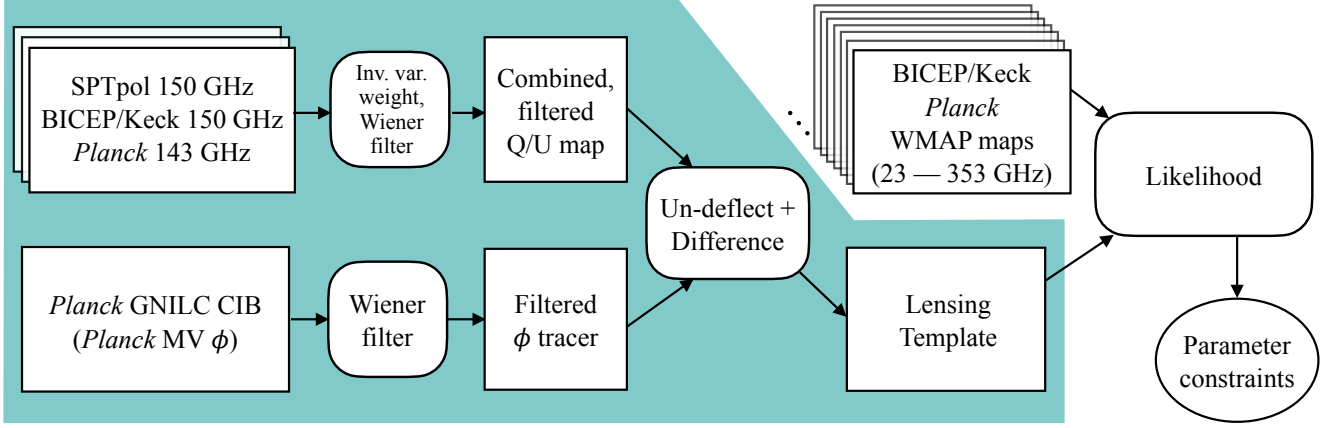 SPTpol 150 GHz
BICEP/Keck 150 GHz
Planck 143 GHz
Inv. var.
weight,
Wiener
filter
Combined,
filtered
Q/U map
Un-deflect +
Difference
Planck GNILC CIB
(Planck MV ϕ)
Wiener
filter
Filtered
ϕ tracer
Lensing
Template
BICEP/Keck
Planck
WMAP maps
(23 — 353 GHz)
Likelihood
Parameter
constraints